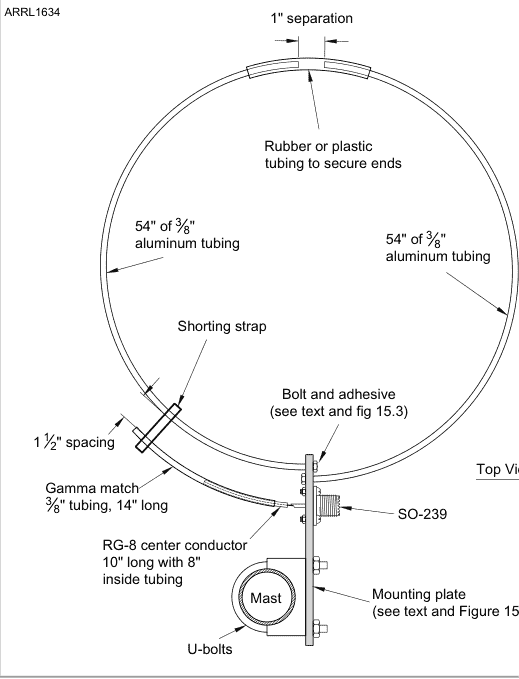 ARRL1634
1" separation
Rubber or plastic
tubing to secure ends
54" of 3/8"
aluminum tubing
54" of 3/8"
aluminum tubing
Shorting strap
Bolt and adhesive
(see text and fig 15.3)
1 1/2" spacing
Top Vi
Gamma match
3/8" tubing, 14" long
SO-239
RG-8 center conductor
10" long with 8"
inside tubing
Mast
Mounting plate
(see text and Figure 15
U-bolts